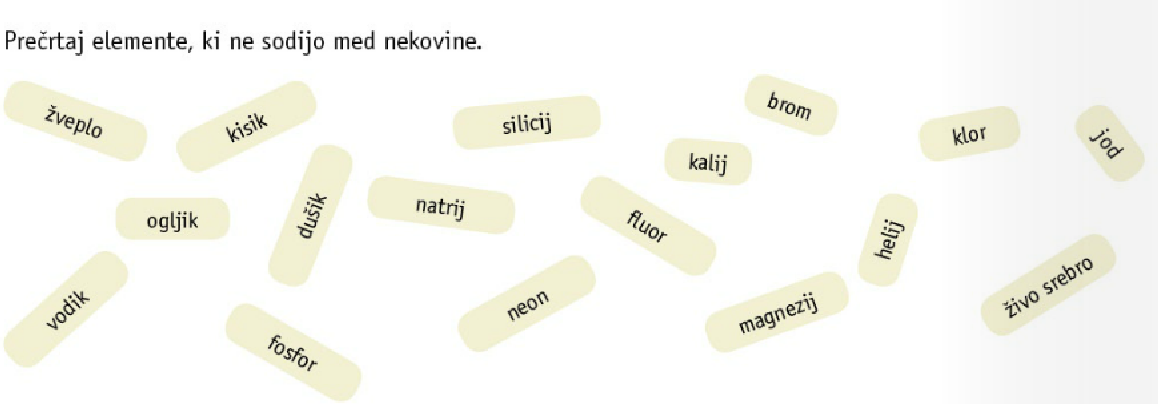 Prečrtaj elemente, ki ne sodijo med nekovine.
žveplo
kisik
silicij
brom
klor
jod
kalij
ogljik
dušik
natrij
fluor
helij
živo srebro
vodik
fosfor
neon
magnezij